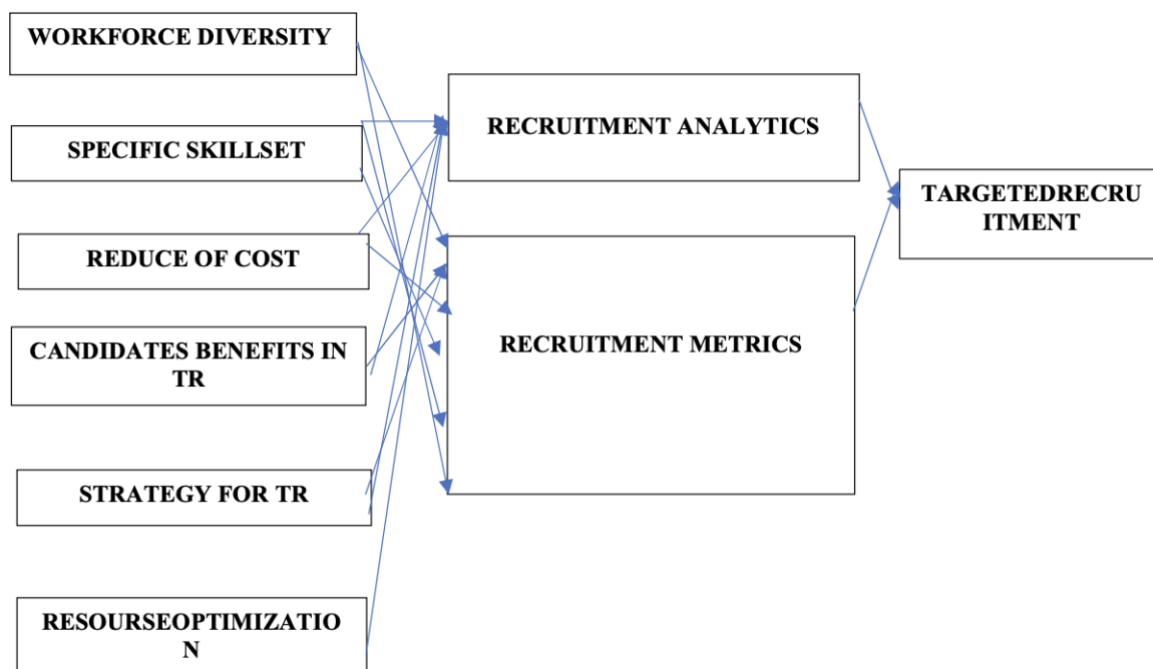 WORKFORCE DIVERSITY
SPECIFIC SKILLSET
REDUCE OF COST
CANDIDATES BENEFITS IN
TR
STRATEGY FOR TR
RESOURSEOPTIMIZATIO
N
RECRUITMENT ANALYTICS
RECRUITMENT METRICS
TARGETEDRECRU
ITMENT